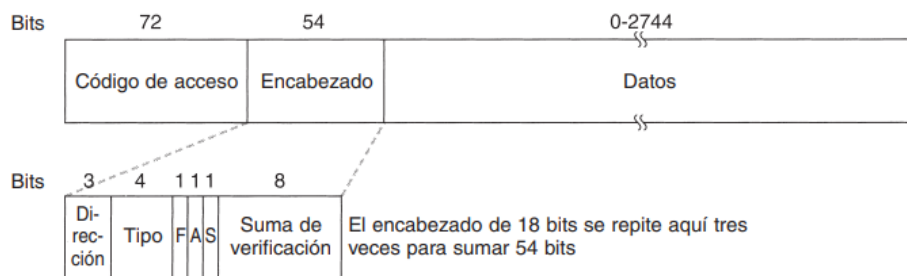 Bits 72 54 0-2744
Código de acceso Encabezado Datos
Bits 3 4 1 1 1 8
Di-
rec-
ción
Tipo F A S
Suma de
verificación
El encabezado de 18 bits se repite aquí tres
veces para sumar 54 bits